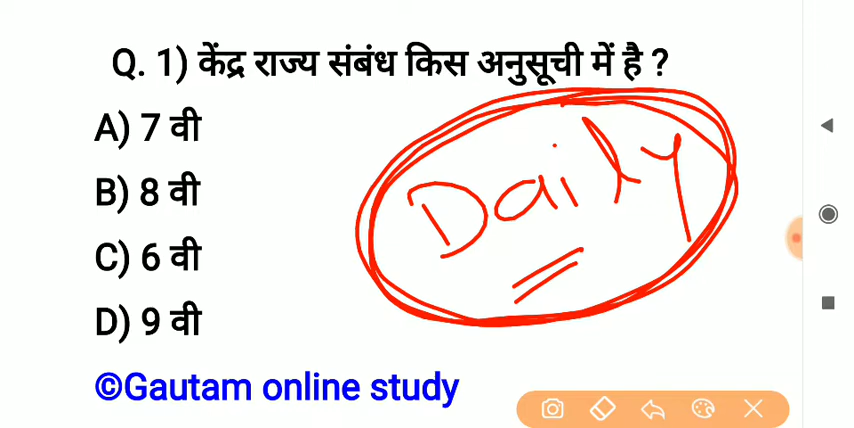 Q. 1) केंद्र राज्य संबंध किस अनुसूची में है ?
A) 7 वी
Daily
B) 8 वी
C) 6 वी
D) 9 वी
©Gautam online study